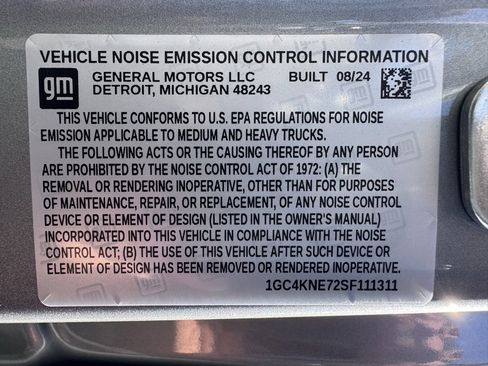 VEHICLE NOISE EMISSION CONTROL INFORMATION
gm
GENERAL MOTORS LLC BUILT 08/24
DETROIT, MICHIGAN 48243
THIS VEHICLE CONFORMS TO U.S. EPA REGULATIONS FOR NOISE
EMISSION APPLICABLE TO MEDIUM AND HEAVY TRUCKS.
THE FOLLOWING ACTS OR THE CAUSING THEREOF BY ANY PERSON
ARE PROHIBITED BY THE NOISE CONTROL ACT OF 1972: (A) THE
REMOVAL OR RENDERING INOPERATIVE, OTHER THAN FOR PURPOSES
OF MAINTENANCE, REPAIR, OR REPLACEMENT, OF ANY NOISE CONTROL
DEVICE OR ELEMENT OF DESIGN (LISTED IN THE OWNER'S MANUAL)
INCORPORATED INTO THIS VEHICLE IN COMPLIANCE WITH THE NOISE
CONTROL ACT; (B) THE USE OF THIS VEHICLE AFTER SUCH DEVICE OR
ELEMENT OF DESIGN HAS BEEN REMOVED OR RENDERED INOPERATIVE.
1GC4KNE72SF111311